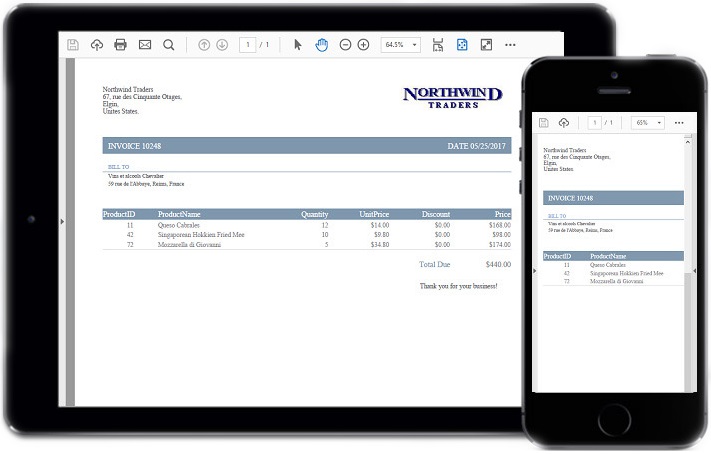 1 / 1
64.5%
Northwind Traders
67, rue des Cinquante Otages,
Elgin,
Unites States.
NORTHWIND
TRADERS
INVOICE 10248 DATE 05/25/2017
BILL TO
Vins et alcools Chevalier
59 rue de l'Abbaye, Reims, France
ProductID ProductName Quantity UnitPrice Discount Price
11 Queso Cabrales 12 $14.00 $0.00 $168.00
42 Singaporean Hokkien Fried Mee 10 $9.80 $0.00 $98.00
72 Mozzarella di Giovanni 5 $34.80 $0.00 $174.00
Total Due $440.00
Thank you for your business!
1 / 1
65%
Northwind Traders
67, rue des Cinquante Otages,
Elgin,
Unites States.
INVOICE 10248
BILL TO
Vins et alcools Chevalier
59 rue de l'Abbaye, Reims, France
ProductID ProductName
11 Queso Cabrales
42 Singaporean Hokkien Fried Mee
72 Mozzarella di Giovanni